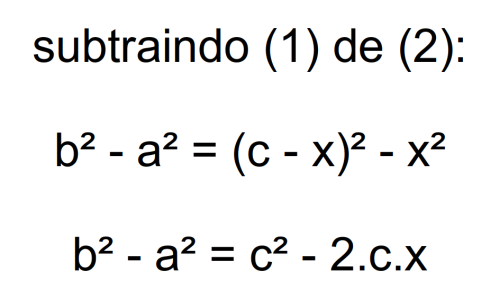 subtraindo (1) de (2):
b² - a² = (c - x)² - x²
b² - a² = c² - 2.c.x